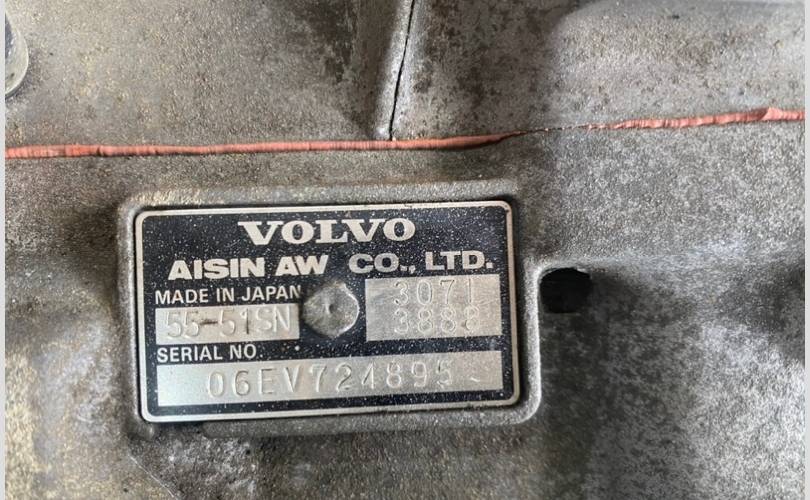 VOLVO
AISIN AW CO., LTD.
MADE IN JAPAN 3071
55-51SN 3888
SERIAL NO.
06EV724895